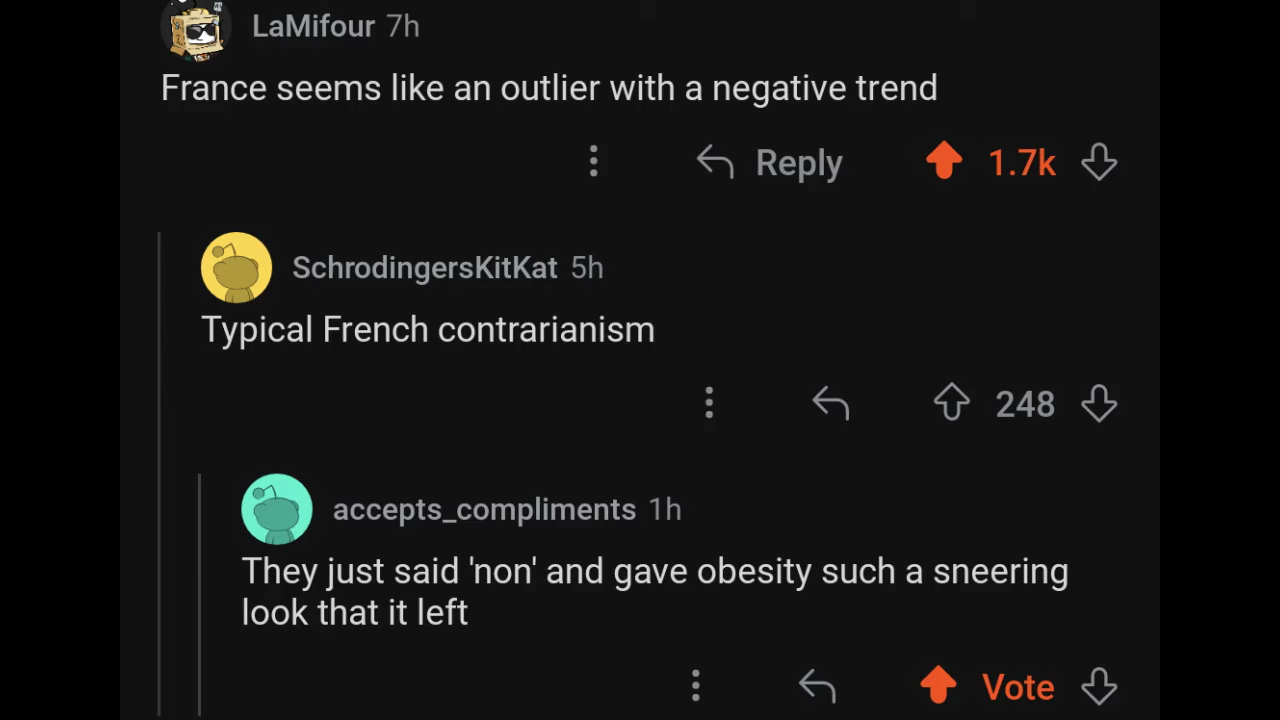 LaMifour 7h
France seems like an outlier with a negative trend
Reply 1.7k
SchrodingersKitKat 5h
Typical French contrarianism
248
accepts_compliments 1h
They just said 'non' and gave obesity such a sneering
look that it left
Vote